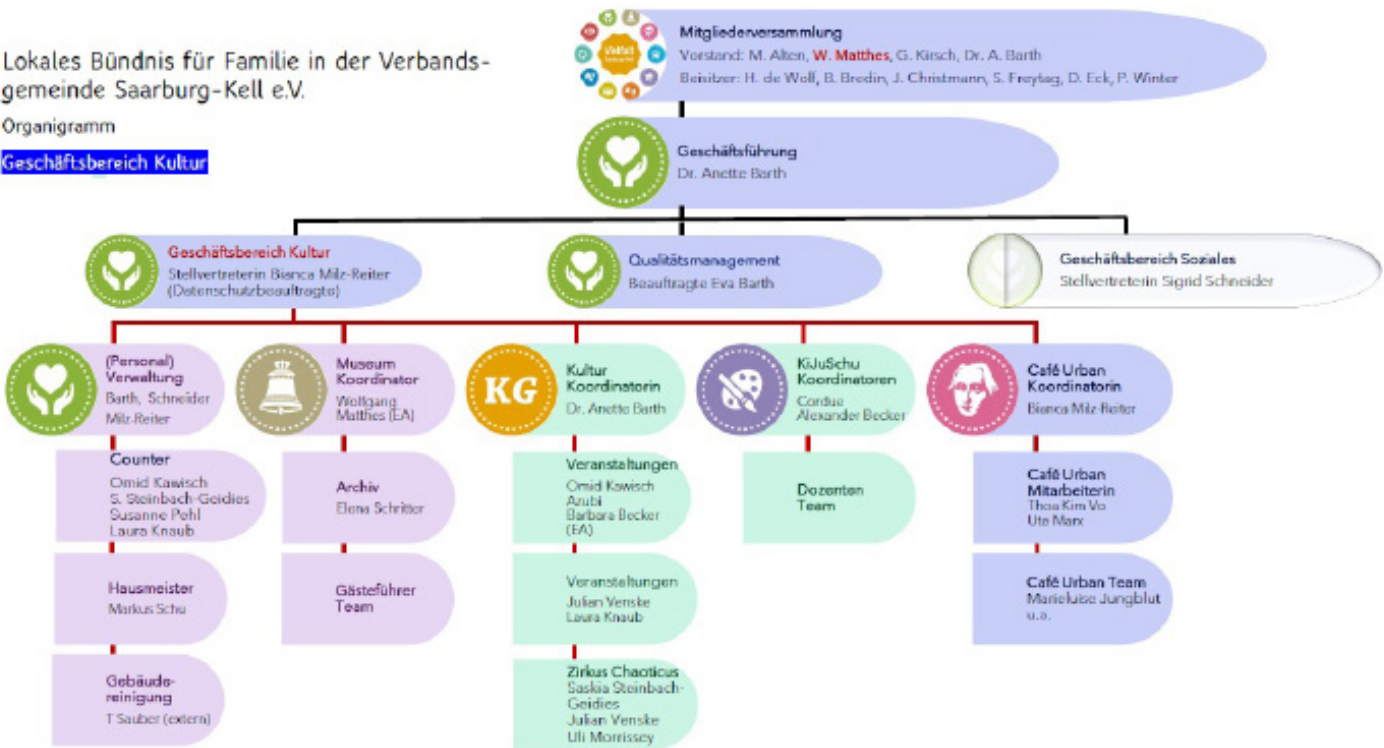 Lokales Bündnis für Familie in der Verbands-
gemeinde Saarburg-Kell e.V.
Organigramm
Geschäftsbereich Kultur
Mitgliederversammlung
Vorstand: M. Alten, W. Matthes, G. Kirsch, Dr. A. Barth
Beisitzer: H. de Wolf, B. Bredin, J. Christmann, S. Freytag, D. Eck, P. Winter
Vielfalt
Geschäftsführung
Dr. Anette Barth
Geschäftsbereich Kultur
Stellvertreterin Bianca Milz-Reiter
(Datenschutzbeauftragte)
Qualitätsmanagement
Beauftragte Eva Barth
Geschäftsbereich Soziales
Stellvertreterin Sigrid Schneider
(Personal)
Verwaltung
Barth, Schneider
Milz-Reiter
Counter
Omid Kawisch
S. Steinbach-Geidies
Susanne Pehl
Laura Knaub
Hausmeister
Markus Schu
Gebäude-
reinigung
T Sauber (extern)
Museum
Koordinator
Wolfgang
Matthes (EA)
Archiv
Elena Schritter
Gästeführer
Team
KG
Kultur
Koordinatorin
Dr. Anette Barth
Veranstaltungen
Omid Kawisch
Azubi
Barbara Becker
(EA)
Veranstaltungen
Julian Venske
Laura Knaub
Zirkus Chaoticus
Saskia Steinbach-
Geidies
Julian Venske
Uli Morrissey
KiJuSchu
Koordinatoren
Cordue
Alexander Becker
Dozenten
Team
Café Urban
Koordinatorin
Bianca Milz-Reiter
Café Urban
Mitarbeiterin
Thoa Kim Vo
Ute Marx
Café Urban Team
Marieluise Jungblut
u.a.